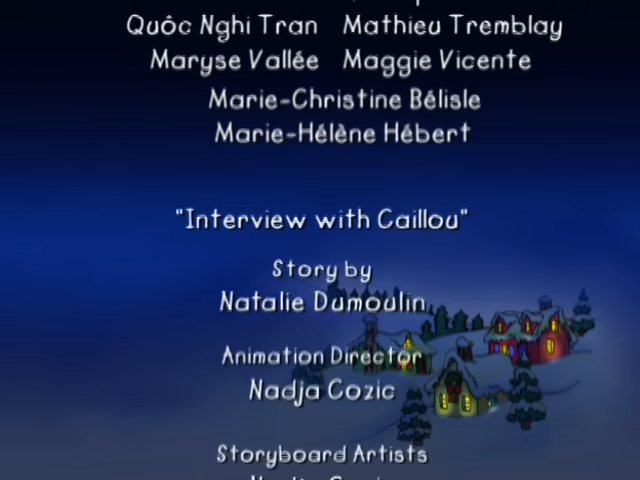 Quôc Nghi Tran Mathieu Tremblay
Maryse Vallée Maggie Vicente
Marie-Christine Bélisle
Marie-Hélène Hébert
"Interview with Caillou"
Story by
Natalie Dumoulin
Animation Director
Nadja Cozic
Storyboard Artists